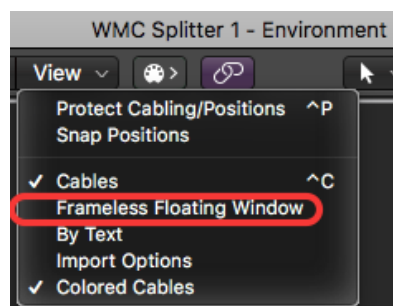 WMC Splitter 1 - Environment
View
Protect Cabling/Positions ^P
Snap Positions
✓ Cables ^C
Frameless Floating Window
By Text
Import Options
✓ Colored Cables